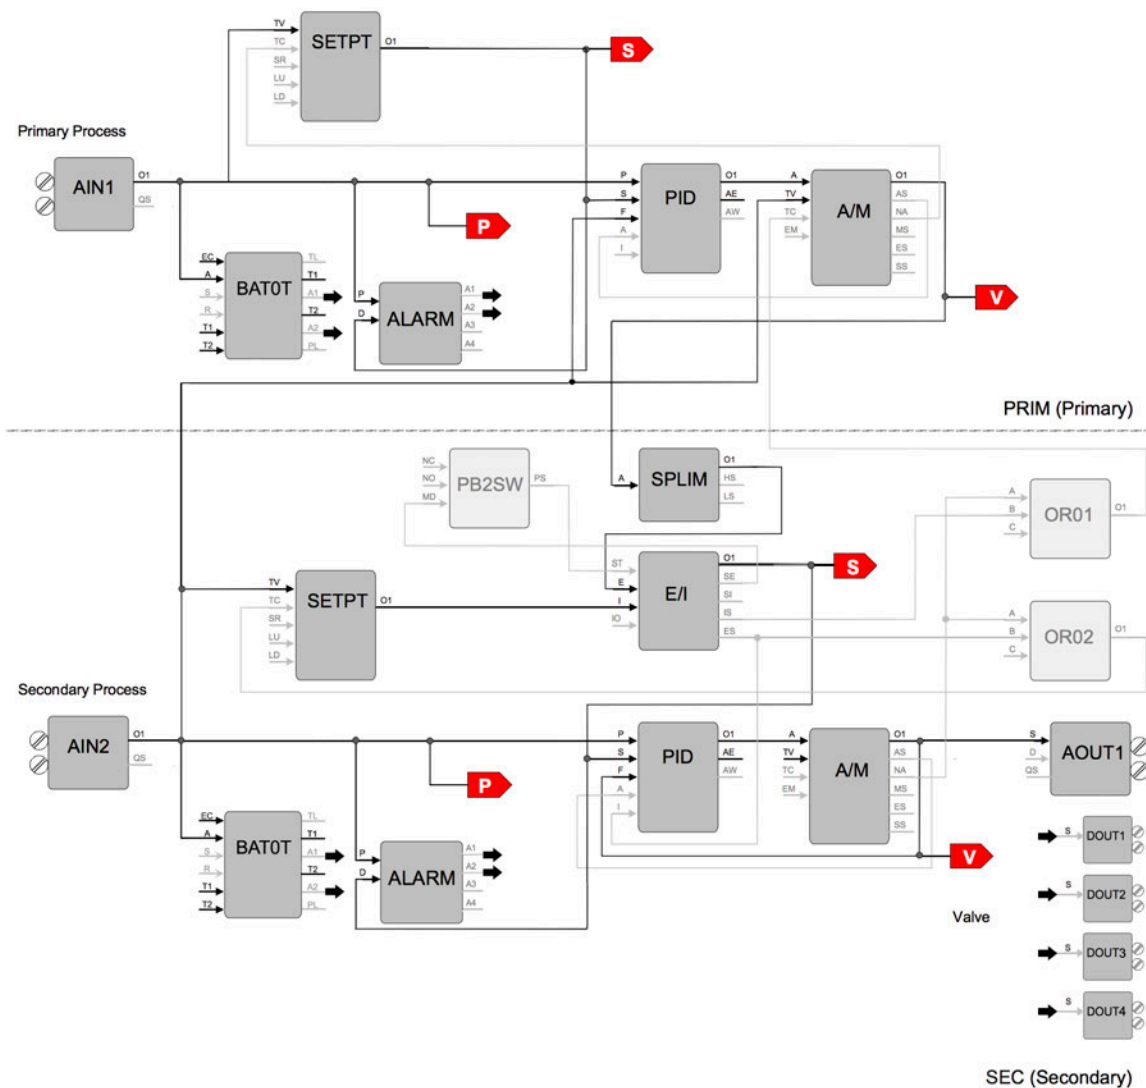 TV
TC
SR
LU
LD
SETPT
O1
S
Primary Process
AIN1
O1
QS
P
P
S
F
A
I
PID
O1
AE
AW
A
TV
TC
EM
A/M
O1
AS
NA
MS
ES
SS
V
EC
A
S
R
T1
T2
BAT0T
TL
T1
A1
T2
A2
PL
P
D
ALARM
A1
A2
A3
A4
PRIM (Primary)
NC
NO
MD
PB2SW
PS
A
SPLIM
O1
HS
LS
A
B
C
OR01
O1
TV
TC
SR
LU
LD
SETPT
O1
ST
E
I
IO
E/I
O1
SE
SI
IS
ES
S
A
B
C
OR02
O1
Secondary Process
AIN2
O1
QS
P
P
S
F
A
I
PID
O1
AE
AW
A
TV
TC
EM
A/M
O1
AS
NA
MS
ES
SS
S
D
QS
AOUT1
V
EC
A
S
R
T1
T2
BAT0T
TL
T1
A1
T2
A2
PL
P
D
ALARM
A1
A2
A3
A4
Valve
S
DOUT1
S
DOUT2
S
DOUT3
S
DOUT4
SEC (Secondary)